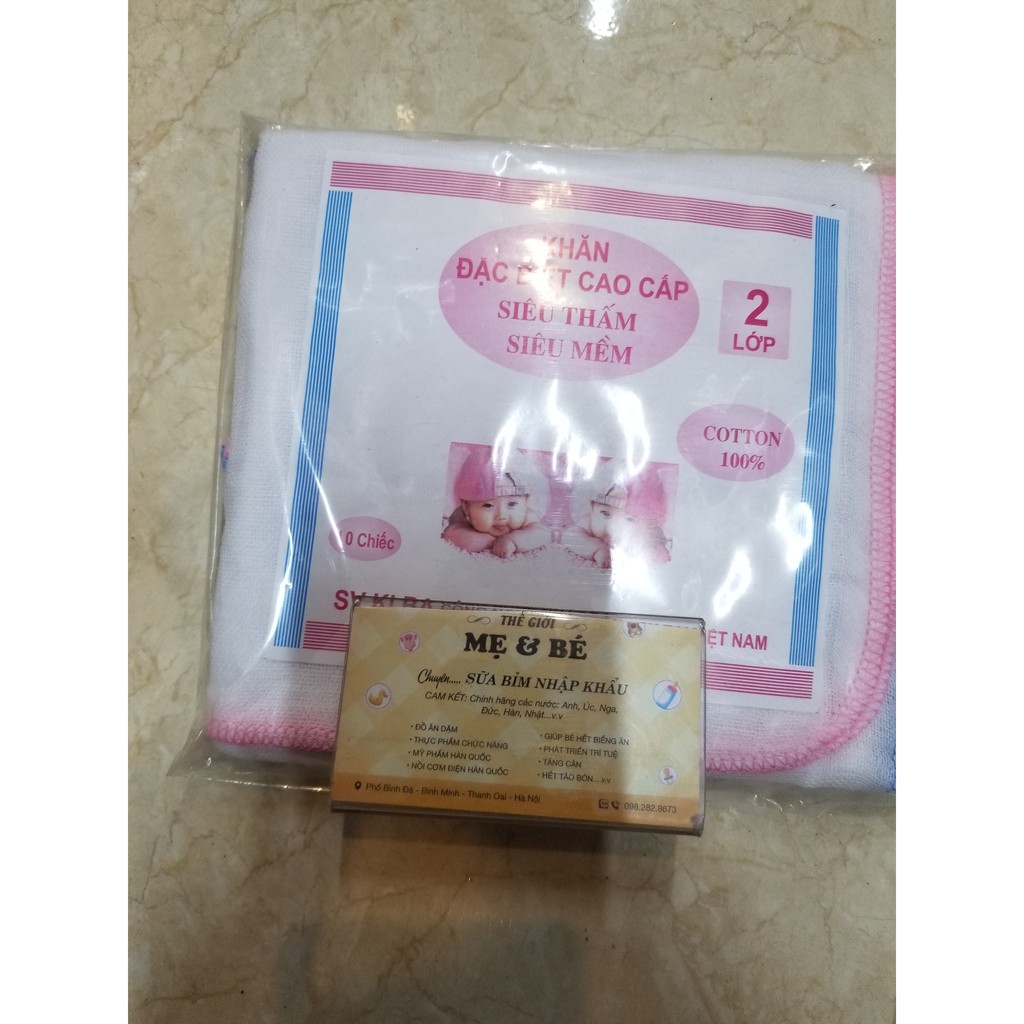 KHĂN
ĐẶC BIỆT CAO CẤP
SIÊU THẤM
SIÊU MỀM
2
LỚP
COTTON
100%
0 Chiếc
NAM
THẾ GIỚI
MẸ & BÉ
Chuyên..... SỮA BỈM NHẬP KHẨU
CAM KẾT: Chính hãng các nước: Anh, Úc, Nga,
Đức, Hàn, Nhật...v.v
• ĐỒ ĂN DẶM
• THỰC PHẨM CHỨC NĂNG
• MỸ PHẨM HÀN QUỐC
• NỒI CƠM ĐIỆN HÀN QUỐC
• GIÚP BÉ HẾT BIẾNG ĂN
• PHÁT TRIỂN TRÍ TUỆ
• TĂNG CÂN
• HẾT TÁO BÓN....v.v
Phố Bình Đà - Bình Minh - Thanh Oai - Hà Nội
098.282.8673